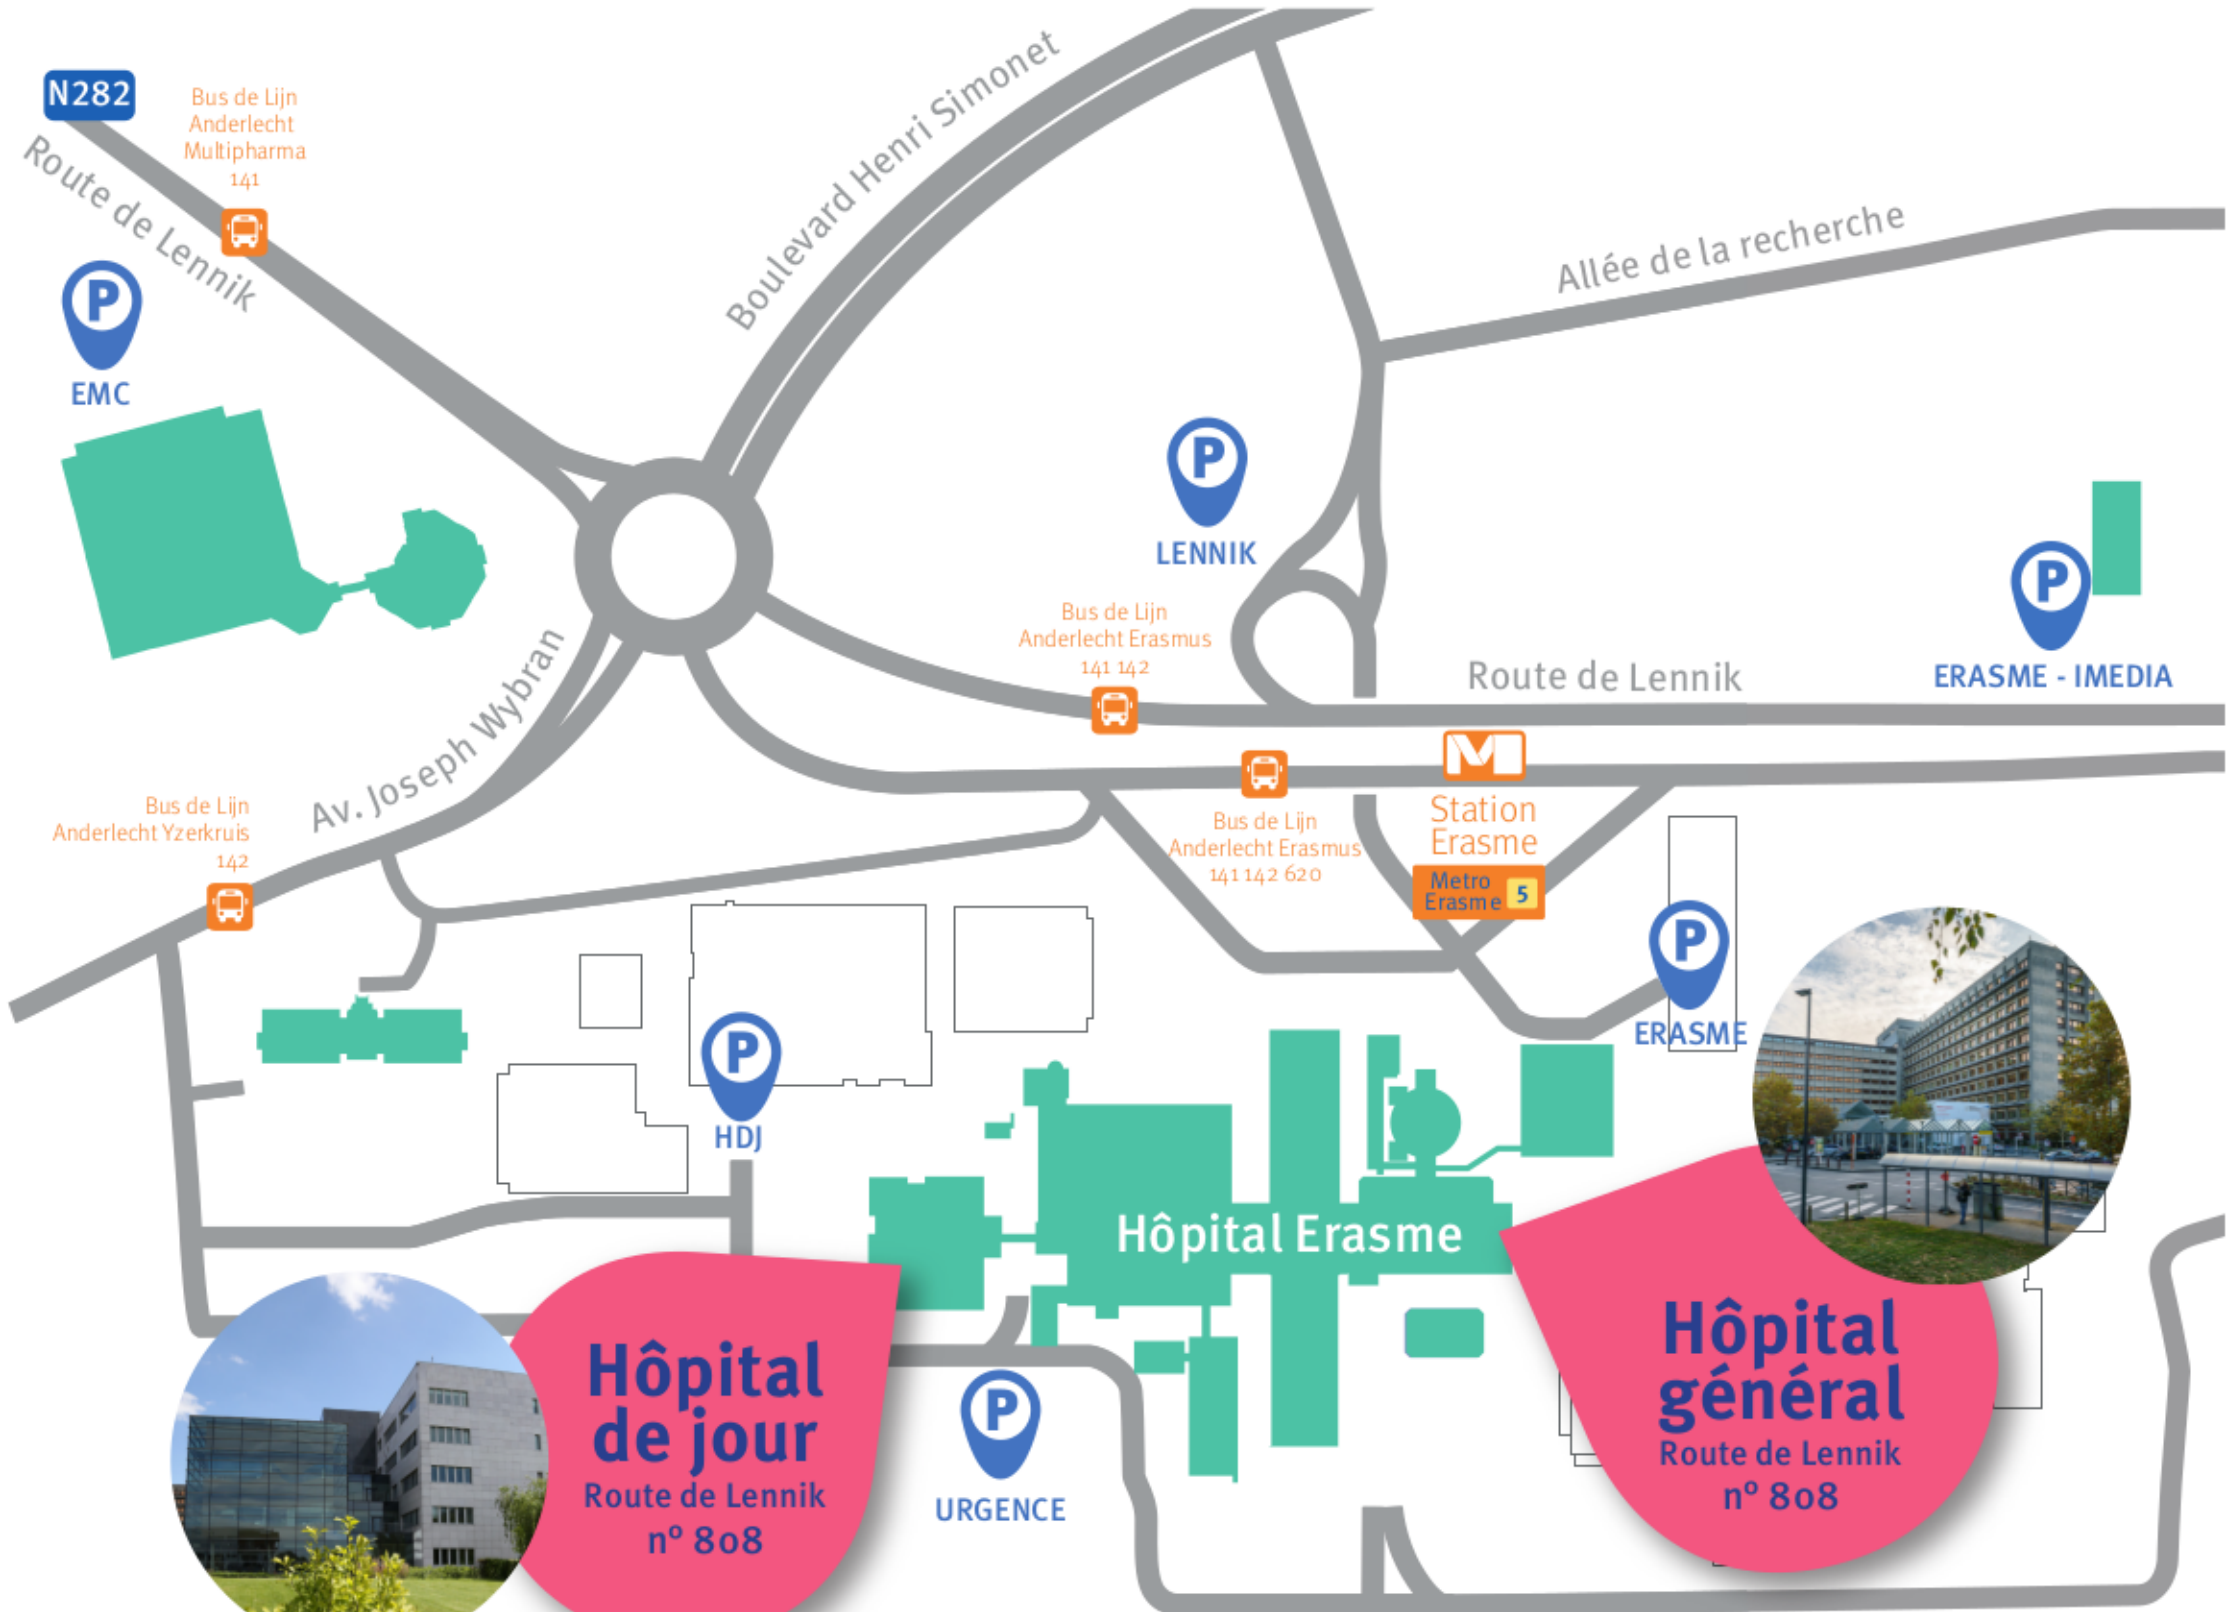 N282
Bus de Lijn
Anderlecht
Multipharma
141
Route de Lennik
Boulevard Henri Simonet
Allée de la recherche
P
EMC
P
LENNIK
P
ERASME - IMEDIA
Bus de Lijn
Anderlecht Erasmus
141 142
Route de Lennik
Av. Joseph Wybran
M
Station
Erasme
Metro
Erasme 5
Bus de Lijn
Anderlecht Yzerkruis
142
Bus de Lijn
Anderlecht Erasmus
141 142 620
P
ERASME
P
HDJ
Hôpital Erasme
Hôpital
de jour
Route de Lennik
nº 808
P
URGENCE
Hôpital
général
Route de Lennik
nº 808